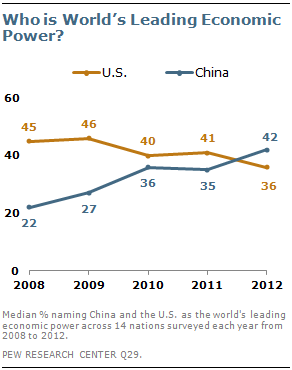 Who is World's Leading Economic
Power?
U.S. China
60
45 46 40 41 42
40
36 35 36
22 27
20
0
2008 2009 2010 2011 2012
Median % naming China and the U.S. as the world's leading
economic power across 14 nations surveyed each year from
2008 to 2012.
PEW RESEARCH CENTER Q29.